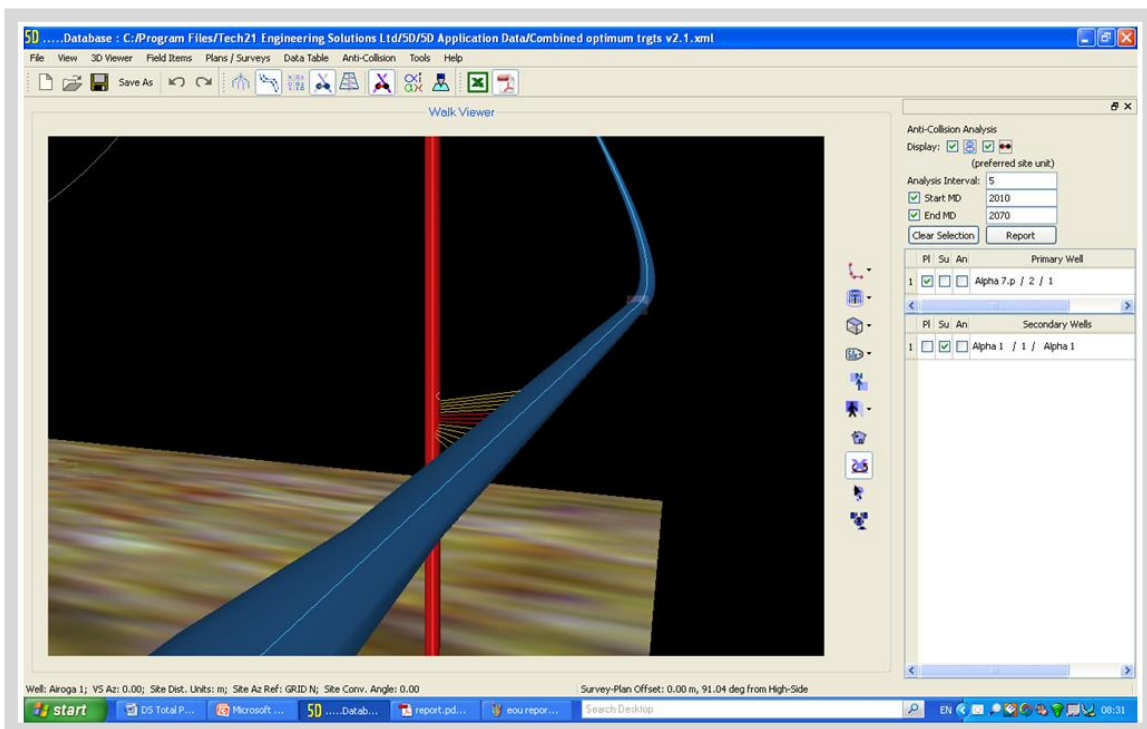 5D .....Database : C:/Program Files/Tech21 Engineering Solutions Ltd/5D/5D Application Data/Combined optimum trgts v2.1.xml
File View 3D Viewer Field Items Plans / Surveys Data Table Anti-Collision Tools Help
Save As
Walk Viewer
Anti-Collision Analysis
Display:
(preferred site unit)
Analysis Interval: 5
Start MD 2010
End MD 2070
Clear Selection Report
Pl Su An Primary Well
1 Alpha 7.p / 2 / 1
Pl Su An Secondary Wells
1 Alpha 1 / 1 / Alpha 1
Well: Airoga 1; VS Az: 0.00; Site Dist. Units: m; Site Az Ref: GRID N; Site Conv. Angle: 0.00 Survey-Plan Offset: 0.00 m, 91.04 deg from High-Side
start DS Total P... Microsoft ... 5D .....Datab... report.pd... eou repor... Search Desktop EN 08:31